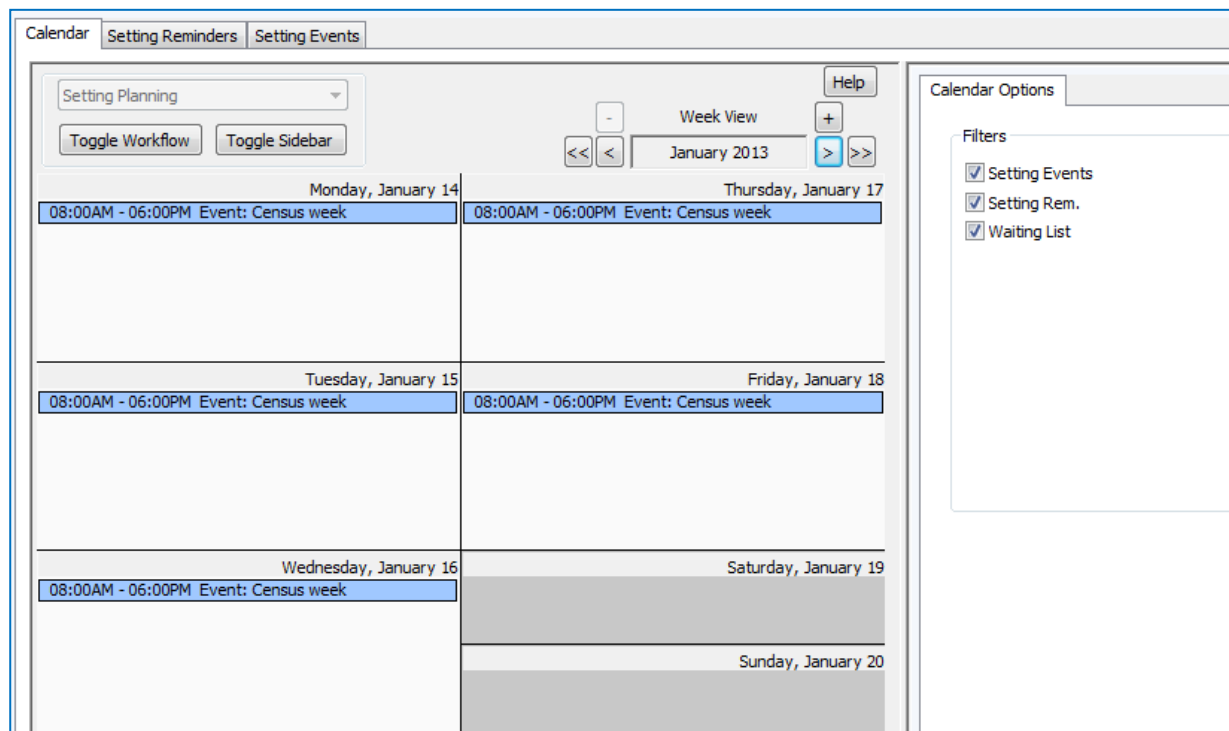 Calendar Setting Reminders Setting Events
Setting Planning
Toggle Workflow Toggle Sidebar
Help
- Week View +
<< < January 2013 > >>
Monday, January 14
08:00AM - 06:00PM Event: Census week
Tuesday, January 15
08:00AM - 06:00PM Event: Census week
Wednesday, January 16
08:00AM - 06:00PM Event: Census week
Thursday, January 17
08:00AM - 06:00PM Event: Census week
Friday, January 18
08:00AM - 06:00PM Event: Census week
Saturday, January 19
Sunday, January 20
Calendar Options
Filters
Setting Events
Setting Rem.
Waiting List